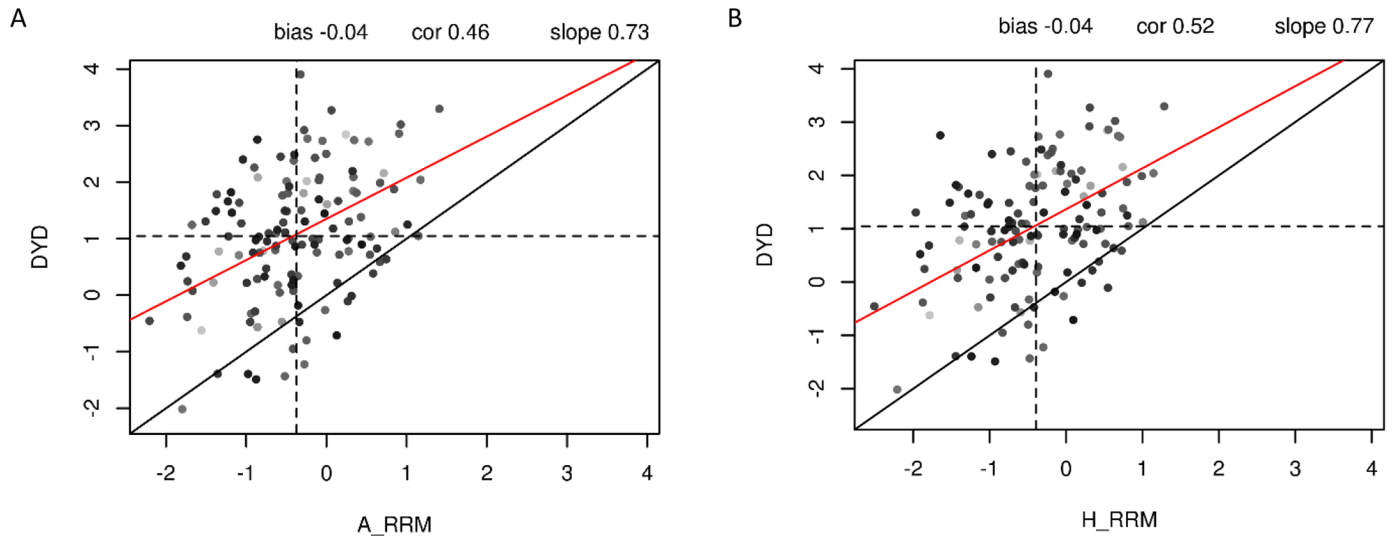 A
bias -0.04 cor 0.46 slope 0.73
DYD
4
3
2
1
0
-1
-2
-2 -1 0 1 2 3 4
A_RRM
B
bias -0.04 cor 0.52 slope 0.77
DYD
4
3
2
1
0
-1
-2
-2 -1 0 1 2 3 4
H_RRM